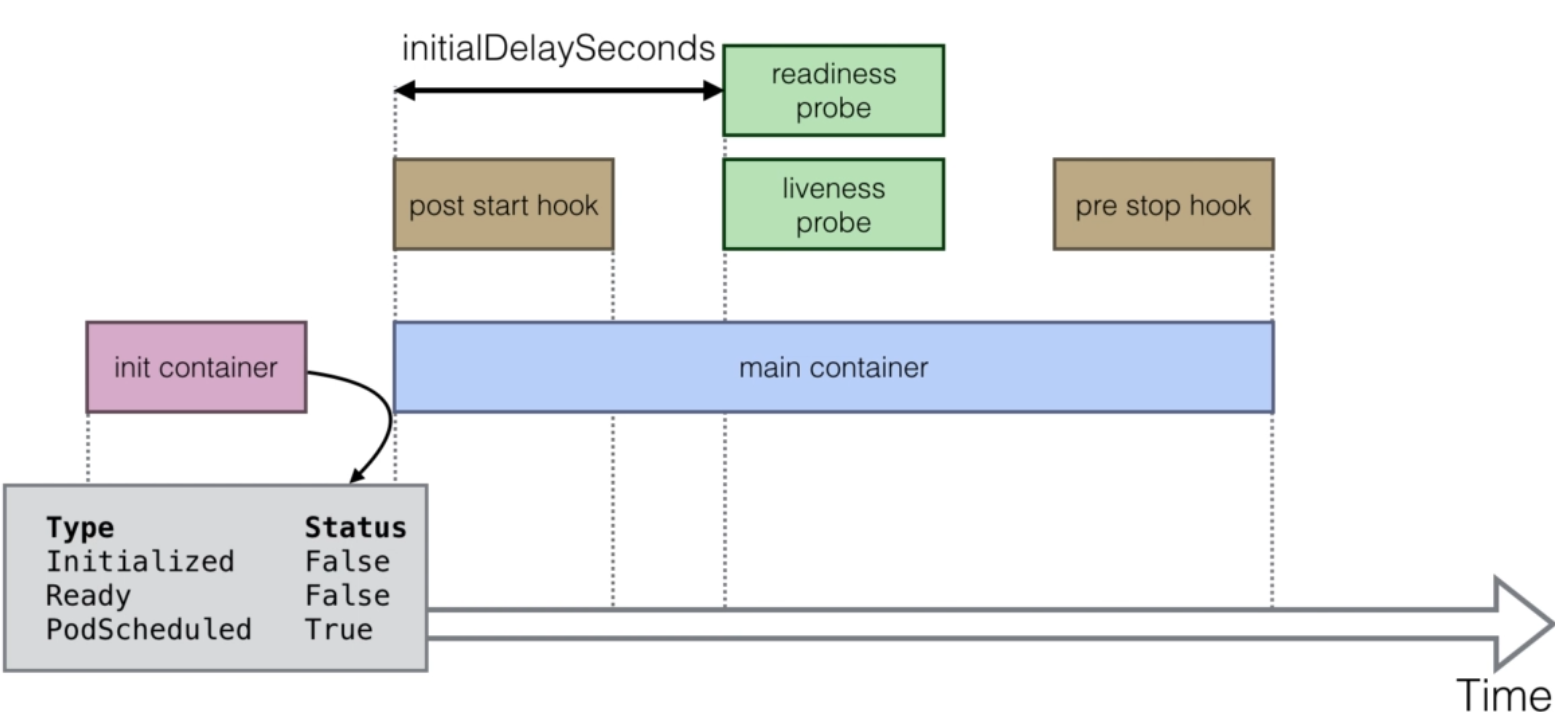 initialDelaySeconds
readiness
probe
post start hook
liveness
probe
pre stop hook
init container
main container
Type Status
Initialized False
Ready False
PodScheduled True
Time